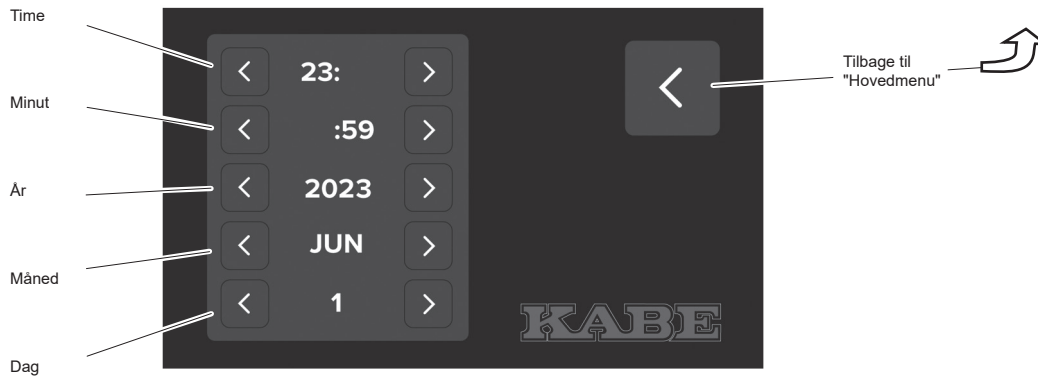 Time
23:
Minut
:59
År
2023
Måned
JUN
Dag
1
Tilbage til
"Hovedmenu"
KABE